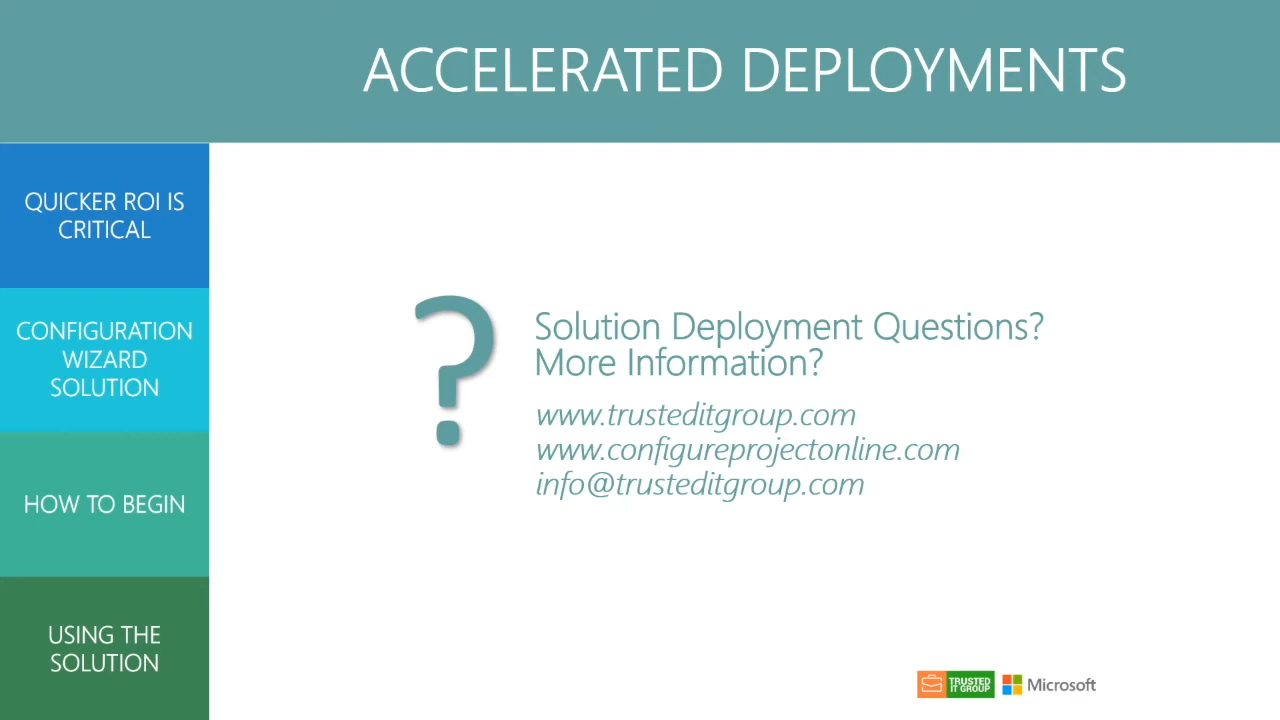 ACCELERATED DEPLOYMENTS
QUICKER ROI IS
CRITICAL
CONFIGURATION
WIZARD
SOLUTION
HOW TO BEGIN
USING THE
SOLUTION
?
Solution Deployment Questions?
More Information?
www.trusteditgroup.com
www.configureprojectonline.com
info@trusteditgroup.com
TRUSTED
IT GROUP
Microsoft